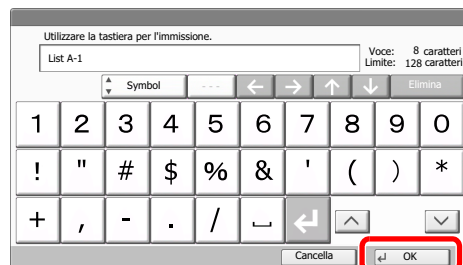 Utilizzare la tastiera per l'immissione.
List A-1
Voce: 8 caratteri
Limite: 128 caratteri
Symbol - - - ← → ↑ ↓ Elimina
1 2 3 4 5 6 7 8 9 0
! " # $ % & ' ( ) *
+ , - . /
Cancella OK